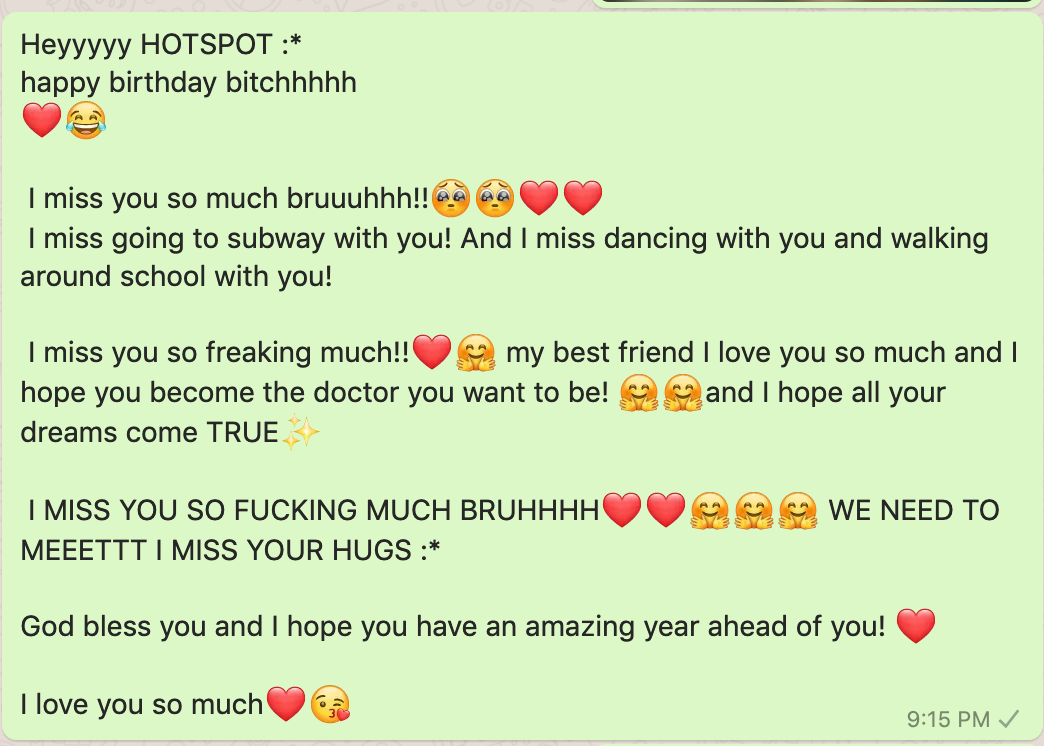 Heyyyyy HOTSPOT :*
happy birthday bitchhhhh
❤️😂
I miss you so much bruuuhhh!!🥺🥺❤️❤️
I miss going to subway with you! And I miss dancing with you and walking
around school with you!
I miss you so freaking much!!❤️🤗 my best friend I love you so much and I
hope you become the doctor you want to be! 🤗🤗and I hope all your
dreams come TRUE✨
I MISS YOU SO FUCKING MUCH BRUHHHH❤️❤️🤗🤗🤗 WE NEED TO
MEEETTT I MISS YOUR HUGS :*
God bless you and I hope you have an amazing year ahead of you! ❤️
I love you so much❤️😘
9:15 PM ✓